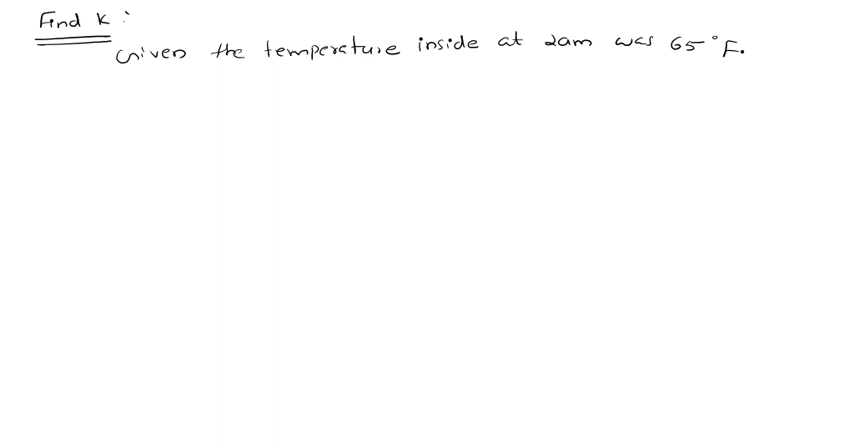 Find k :
Given the temperature inside at 2am was 65°F.